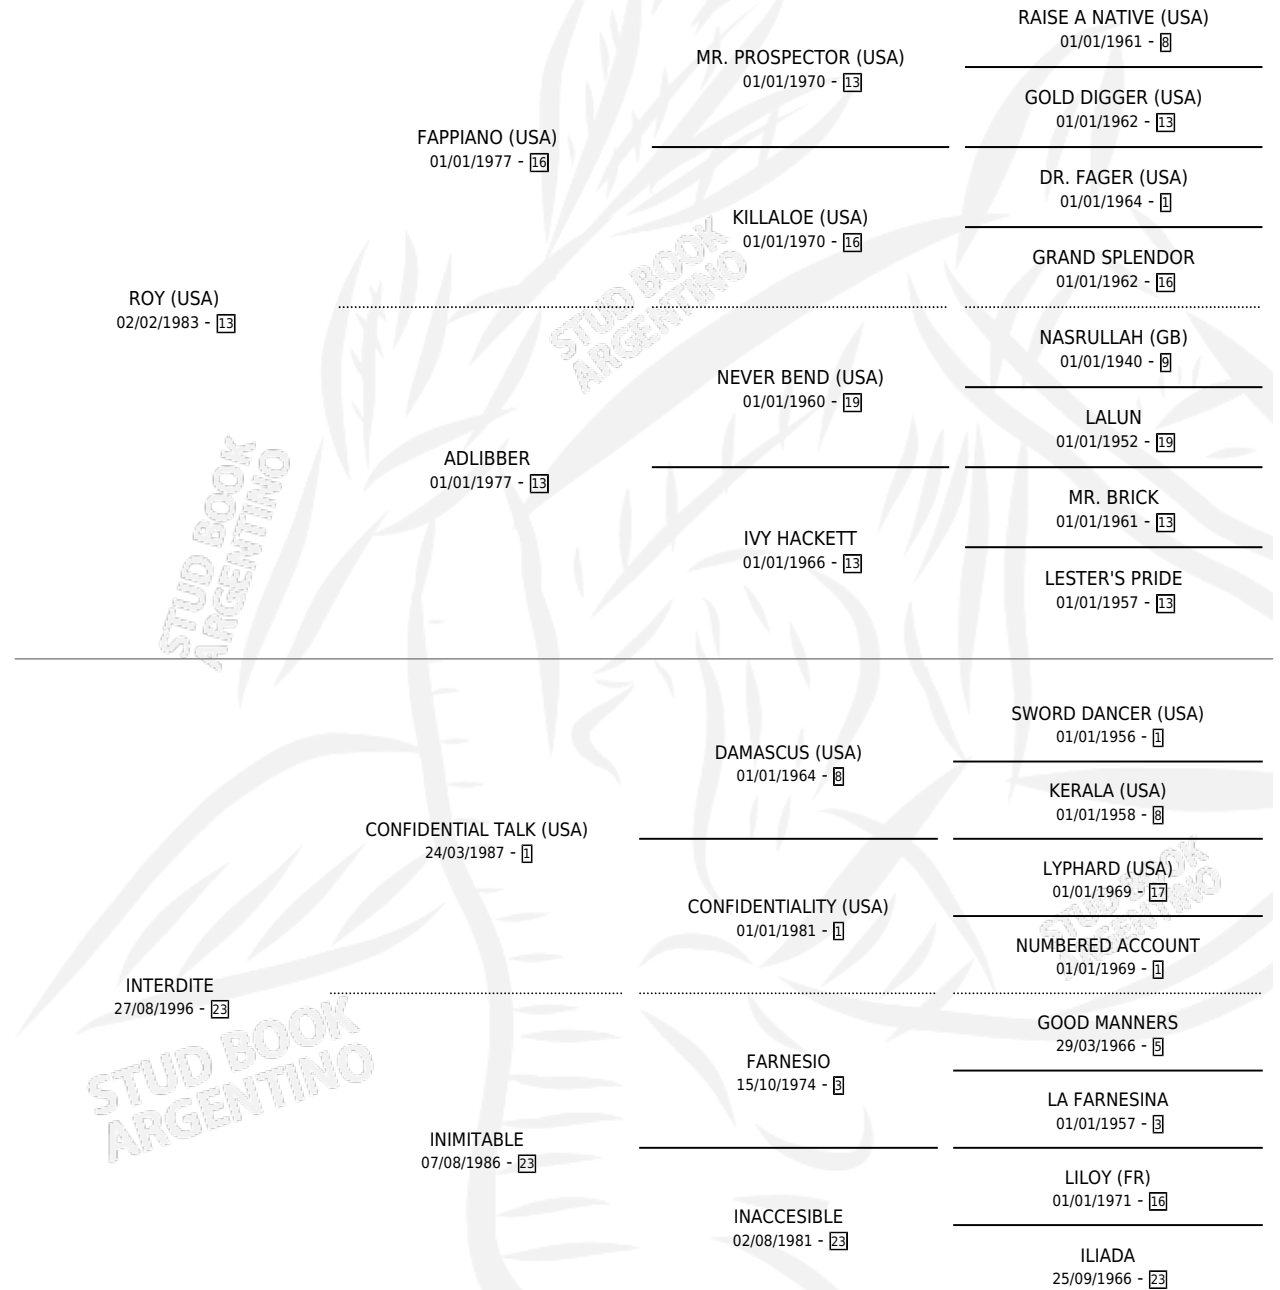 RAISE A NATIVE (USA)
01/01/1961 - 8
MR. PROSPECTOR (USA)
01/01/1970 - 13
GOLD DIGGER (USA)
01/01/1962 - 13
FAPPIANO (USA)
01/01/1977 - 16
DR. FAGER (USA)
01/01/1964 - 1
KILLALOE (USA)
01/01/1970 - 16
GRAND SPLENDOR
01/01/1962 - 16
ROY (USA)
02/02/1983 - 13
NASRULLAH (GB)
01/01/1940 - 9
NEVER BEND (USA)
01/01/1960 - 19
LALUN
01/01/1952 - 19
ADLIBBER
01/01/1977 - 13
MR. BRICK
01/01/1961 - 13
IVY HACKETT
01/01/1966 - 13
LESTER'S PRIDE
01/01/1957 - 13
SWORD DANCER (USA)
01/01/1956 - 1
DAMASCUS (USA)
01/01/1964 - 8
KERALA (USA)
01/01/1958 - 8
CONFIDENTIAL TALK (USA)
24/03/1987 - 1
LYPHARD (USA)
01/01/1969 - 17
CONFIDENTIALITY (USA)
01/01/1981 - 1
NUMBERED ACCOUNT
01/01/1969 - 1
INTERDITE
27/08/1996 - 23
GOOD MANNERS
29/03/1966 - 5
FARNESIO
15/10/1974 - 3
LA FARNESINA
01/01/1957 - 3
INIMITABLE
07/08/1986 - 23
LILOY (FR)
01/01/1971 - 16
INACCESIBLE
02/08/1981 - 23
ILIADA
25/09/1966 - 23
STUD BOOK
ARGENTINO
STUD BOOK
ARGENTINO
STUD BOOK
ARGENTINO
STUD BOOK
ARGENTINO